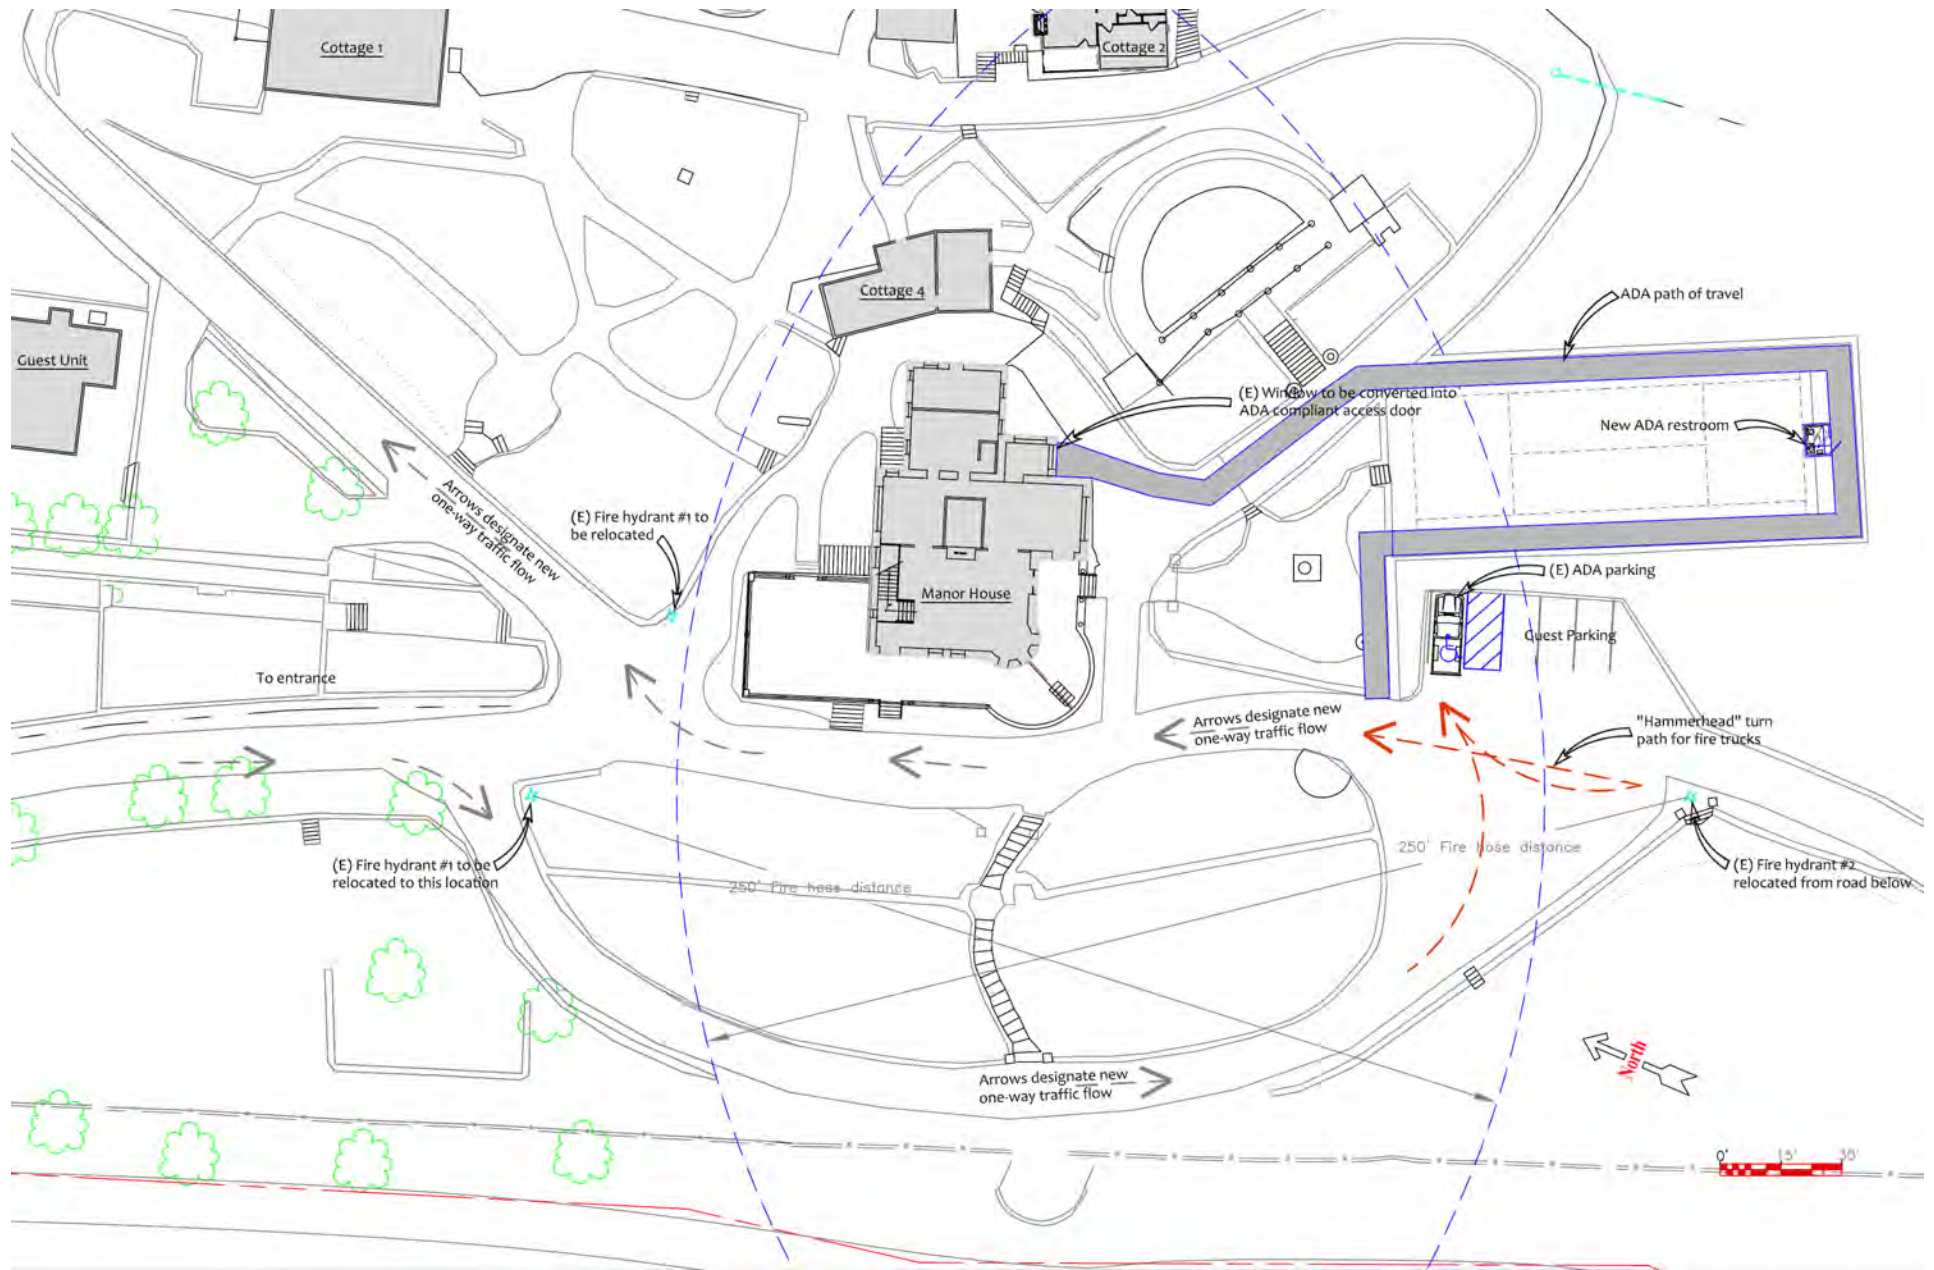 Cottage 1
Cottage 2
ADA path of travel
Cottage 4
Guest Unit
(E) Window to be converted into
ADA compliant access door
New ADA restroom
Arrows designate new
one-way traffic flow
(E) Fire hydrant #1 to
be relocated
(E) ADA parking
Manor House
Guest Parking
To entrance
Arrows designate new
one-way traffic flow
"Hammerhead" turn
path for fire trucks
250' Fire hose distance
(E) Fire hydrant #1 to be
relocated to this location
250' Fire hose distance
(E) Fire hydrant #2
relocated from road below
North
Arrows designate new
one-way traffic flow
0' 15' 30'